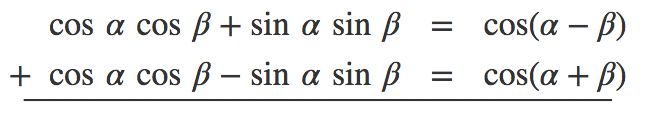 cos α cos β + sin α sin β = cos(α − β)
+ cos α cos β − sin α sin β = cos(α + β)